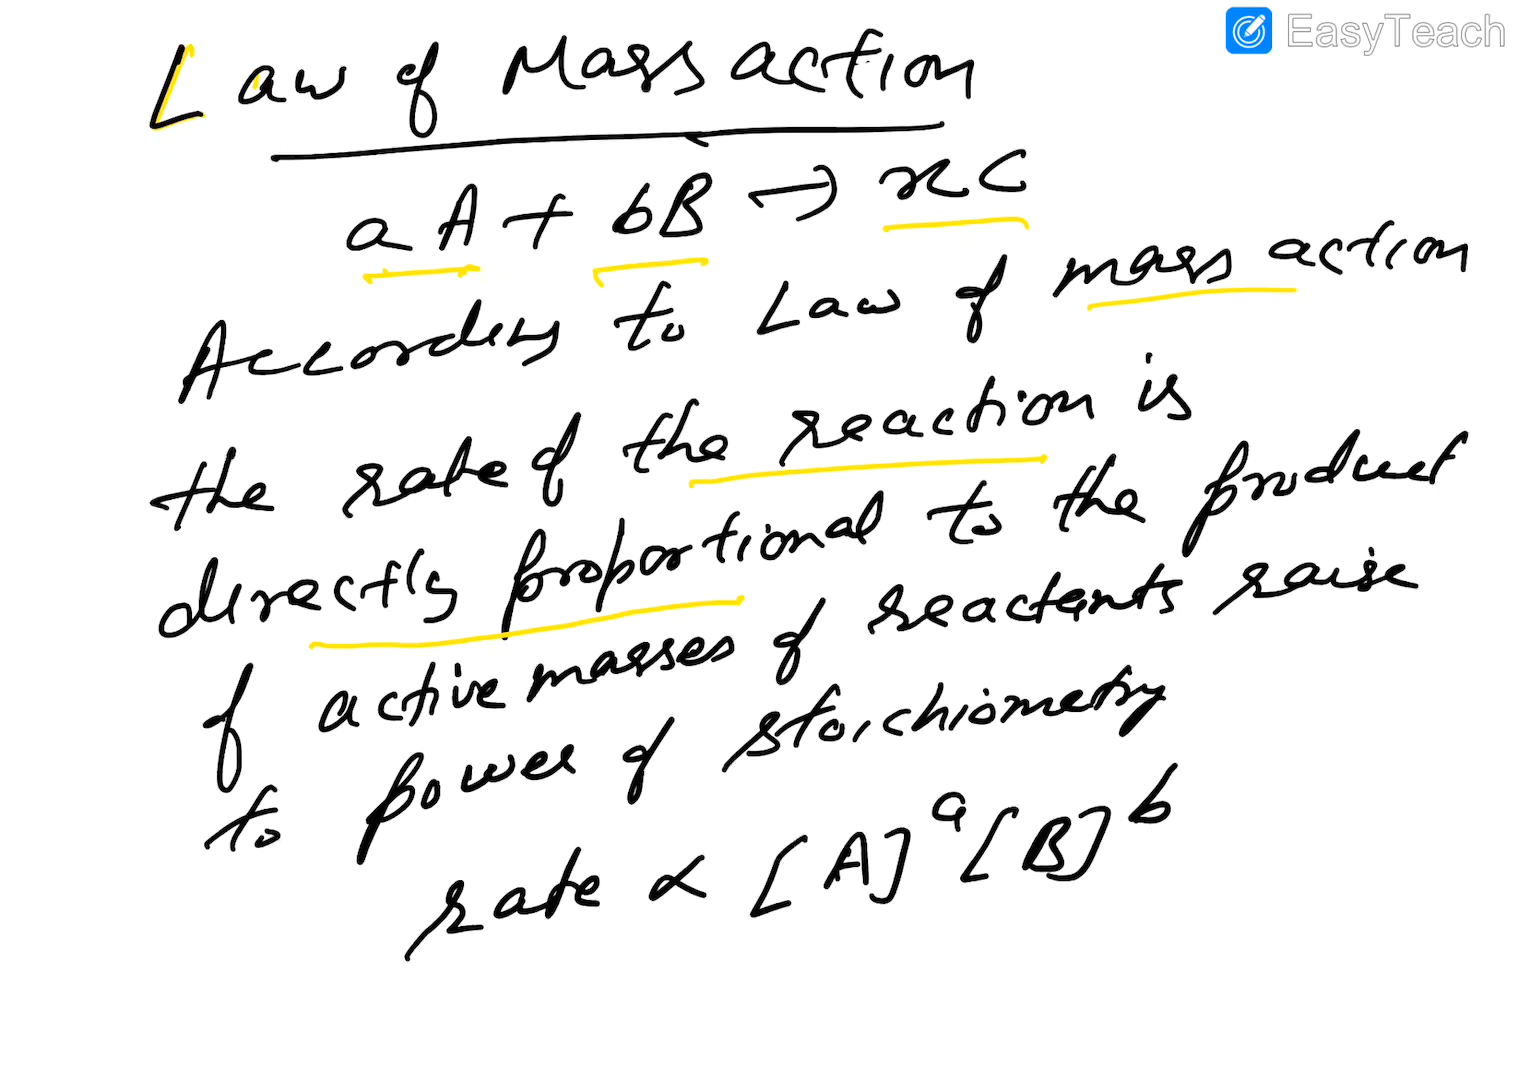 EasyTeach
Law of Mass action
aA + bB → xC
According to Law of mass action
the rate of the reaction is
directly proportional to the product
of active masses of reactants raise
to power of stoichiometry
rate ∝ [A]^a [B]^b